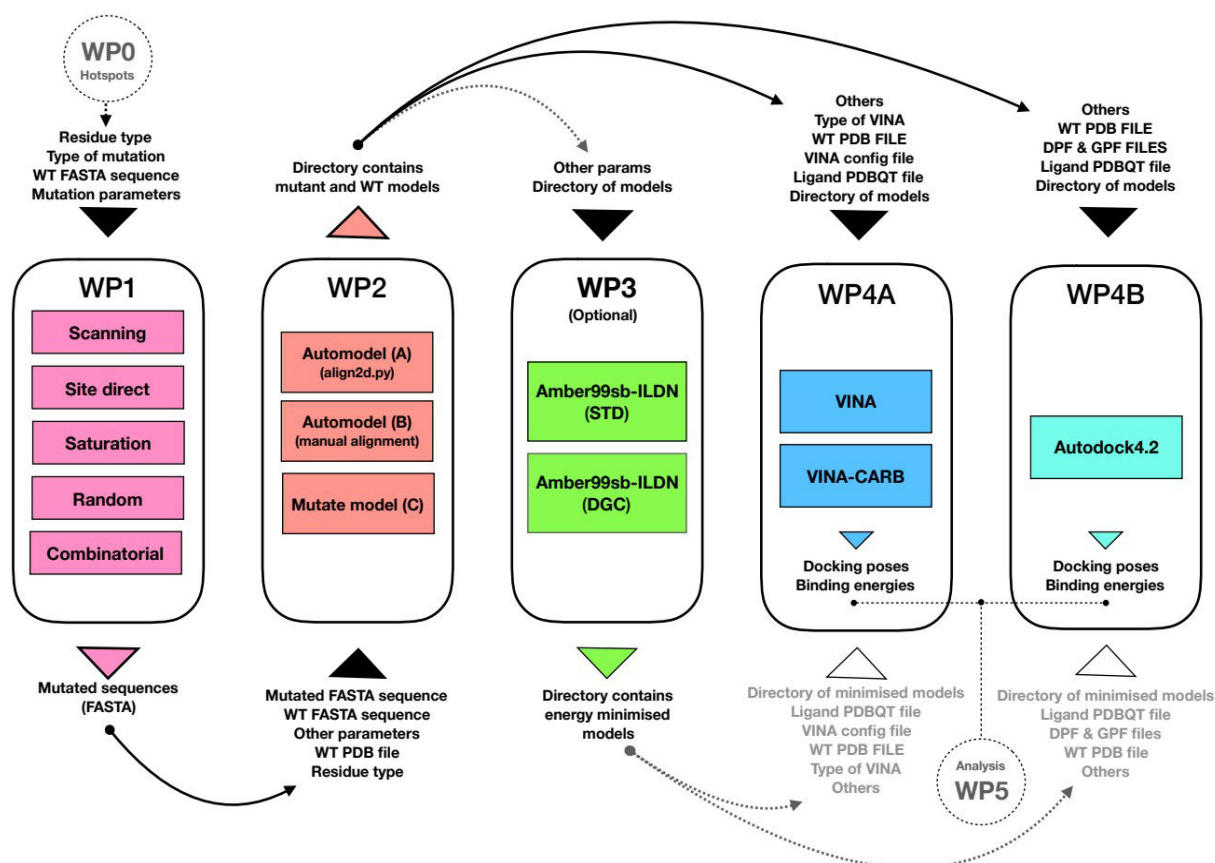 WP0
Hotspots
Residue type
Type of mutation
WT FASTA sequence
Mutation parameters
WP1
Scanning
Site direct
Saturation
Random
Combinatorial
Mutated sequences
(FASTA)
Directory contains
mutant and WT models
WP2
Automodel (A)
(align2d.py)
Automodel (B)
(manual alignment)
Mutate model (C)
Mutated FASTA sequence
WT FASTA sequence
Other parameters
WT PDB file
Residue type
Other params
Directory of models
WP3
(Optional)
Amber99sb-ILDN
(STD)
Amber99sb-ILDN
(DGC)
Directory contains
energy minimised
models
Others
Type of VINA
WT PDB FILE
VINA config file
Ligand PDBQT file
Directory of models
WP4A
VINA
VINA-CARB
Docking poses
Binding energies
Directory of minimised models
Ligand PDBQT file
VINA config file
WT PDB FILE
Type of VINA
Others
Others
WT PDB FILE
DPF & GPF FILES
Ligand PDBQT file
Directory of models
WP4B
Autodock4.2
Docking poses
Binding energies
Directory of minimised models
Ligand PDBQT file
DPF & GPF files
WT PDB file
Others
Analysis
WP5